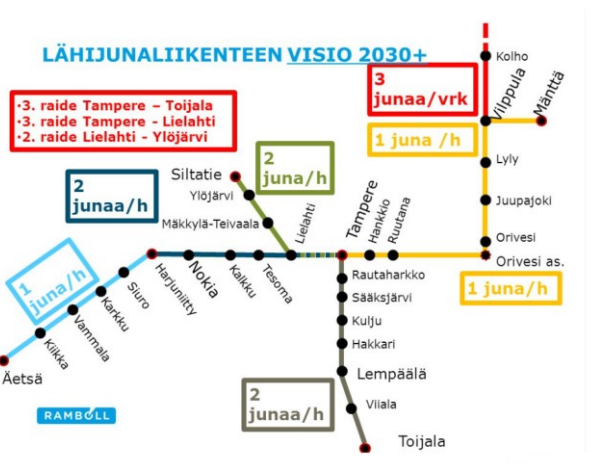 LÄHIJUNALIIKENTEEN VISIO 2030+
·3. raide Tampere – Toijala
·3. raide Tampere - Lielahti
·2. raide Lielahti - Ylöjärvi
3
junaa/vrk
Kolho
Vilppula
Mänttä
1 juna /h
Lyly
Juupajoki
Orivesi
Orivesi as.
1 juna/h
2
juna/h
Siltatie
Ylöjärvi
Mäkkylä-Teivaala
Lielahti
2
junaa/h
Tampere
Hankkio
Ruutana
Harjuniitty
Nokia
Kalkku
Tesoma
1
juna/h
Siuro
Karkku
Vammala
Kiikka
Äetsä
Rautaharkko
Sääksjärvi
Kulju
Hakkari
Lempäälä
Viiala
Toijala
2
junaa/h
RAMBOLL